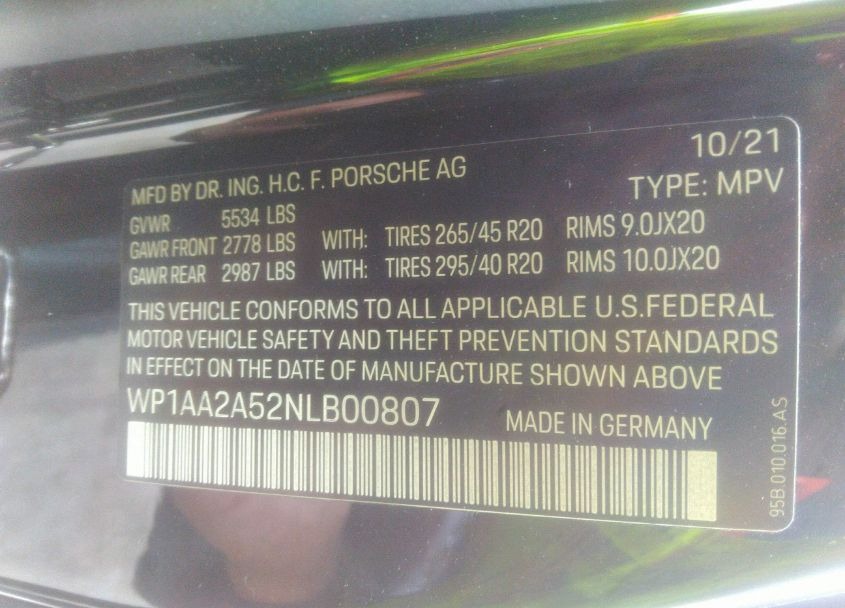 10/21
MFD BY DR. ING. H.C. F. PORSCHE AG TYPE: MPV
GVWR 5534 LBS
GAWR FRONT 2778 LBS WITH: TIRES 265/45 R20 RIMS 9.0JX20
GAWR REAR 2987 LBS WITH: TIRES 295/40 R20 RIMS 10.0JX20
THIS VEHICLE CONFORMS TO ALL APPLICABLE U.S.FEDERAL
MOTOR VEHICLE SAFETY AND THEFT PREVENTION STANDARDS
IN EFFECT ON THE DATE OF MANUFACTURE SHOWN ABOVE
WP1AA2A52NLB00807 MADE IN GERMANY
95B.010.016.AS